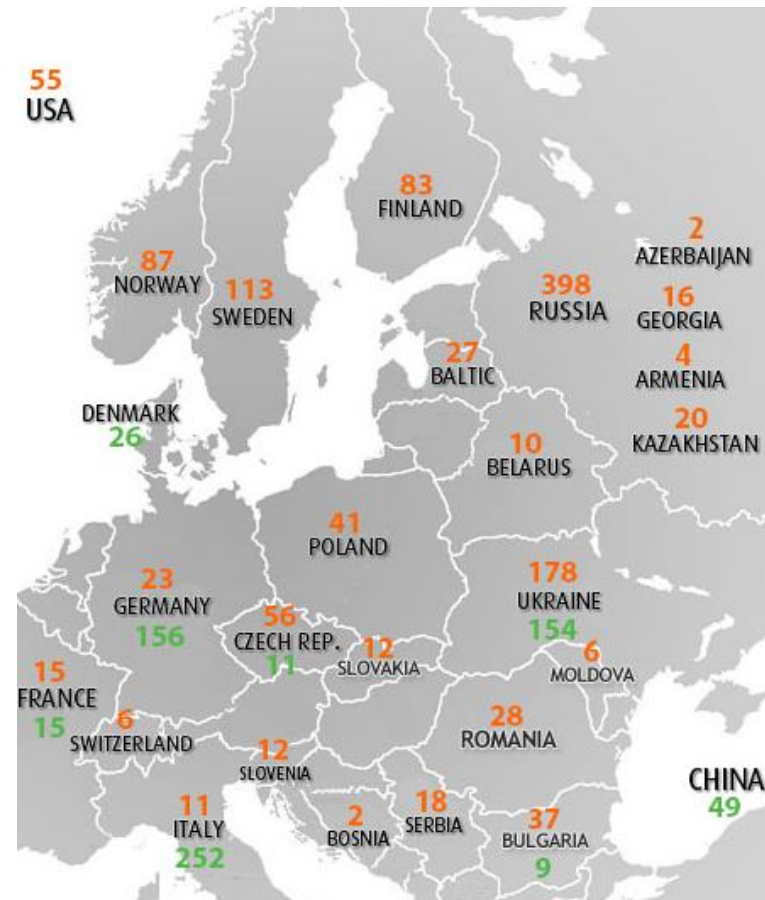 55
USA
83
FINLAND
2
AZERBAIJAN
87
NORWAY
113
SWEDEN
398
RUSSIA
16
GEORGIA
27
BALTIC
4
ARMENIA
DENMARK
26
20
KAZAKHSTAN
10
BELARUS
41
POLAND
23
GERMANY
156
178
UKRAINE
154
56
CZECH REP.
11
12
SLOVAKIA
6
MOLDOVA
15
FRANCE
15
6
SWITZERLAND
28
ROMANIA
12
SLOVENIA
CHINA
49
11
ITALY
252
2
BOSNIA
18
SERBIA
37
BULGARIA
9